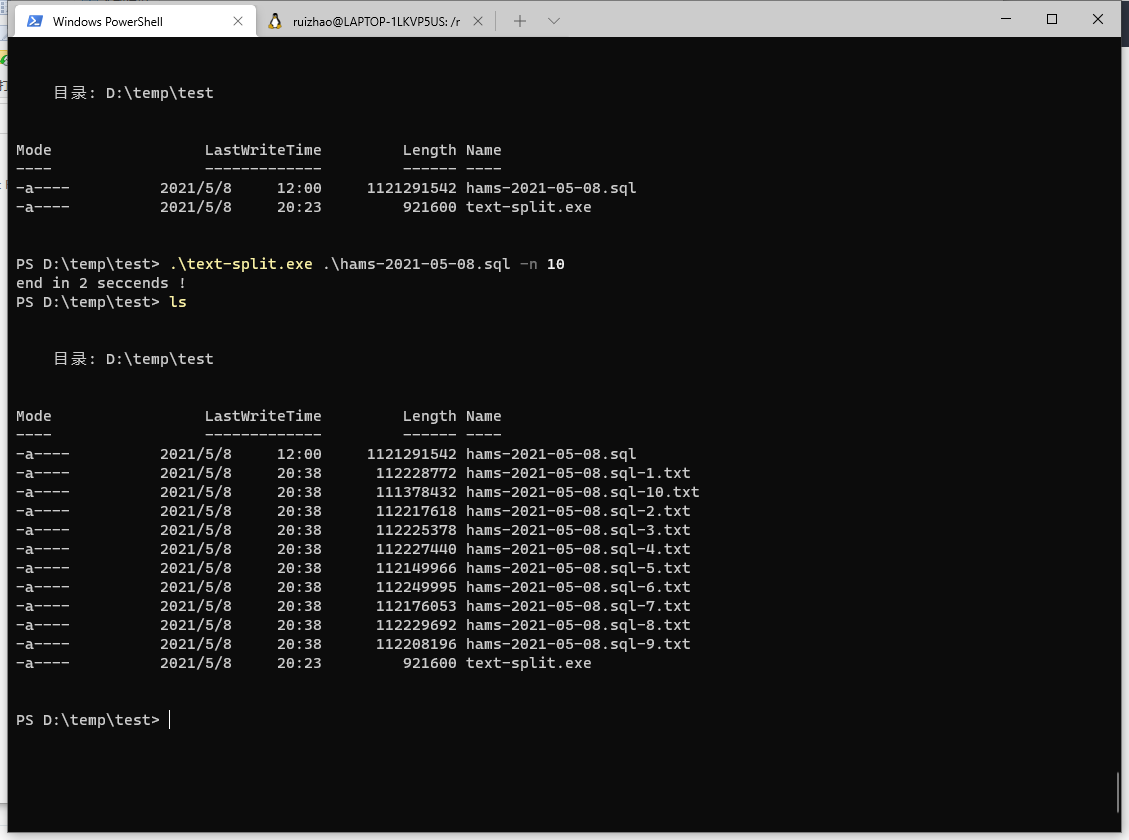 Windows PowerShell
ruizhao@LAPTOP-1LKVP5US: /r
目录: D:\temp\test
Mode                 LastWriteTime         Length Name
----                 -------------         ------ ----
-a----          2021/5/8     12:00     1121291542 hams-2021-05-08.sql
-a----          2021/5/8     20:23         921600 text-split.exe
PS D:\temp\test> .\text-split.exe .\hams-2021-05-08.sql -n 10
end in 2 seccends !
PS D:\temp\test> ls
目录: D:\temp\test
Mode                 LastWriteTime         Length Name
----                 -------------         ------ ----
-a----          2021/5/8     12:00     1121291542 hams-2021-05-08.sql
-a----          2021/5/8     20:38      112228772 hams-2021-05-08.sql-1.txt
-a----          2021/5/8     20:38      111378432 hams-2021-05-08.sql-10.txt
-a----          2021/5/8     20:38      112217618 hams-2021-05-08.sql-2.txt
-a----          2021/5/8     20:38      112225378 hams-2021-05-08.sql-3.txt
-a----          2021/5/8     20:38      112227440 hams-2021-05-08.sql-4.txt
-a----          2021/5/8     20:38      112149966 hams-2021-05-08.sql-5.txt
-a----          2021/5/8     20:38      112249995 hams-2021-05-08.sql-6.txt
-a----          2021/5/8     20:38      112176053 hams-2021-05-08.sql-7.txt
-a----          2021/5/8     20:38      112229692 hams-2021-05-08.sql-8.txt
-a----          2021/5/8     20:38      112208196 hams-2021-05-08.sql-9.txt
-a----          2021/5/8     20:23         921600 text-split.exe
PS D:\temp\test>